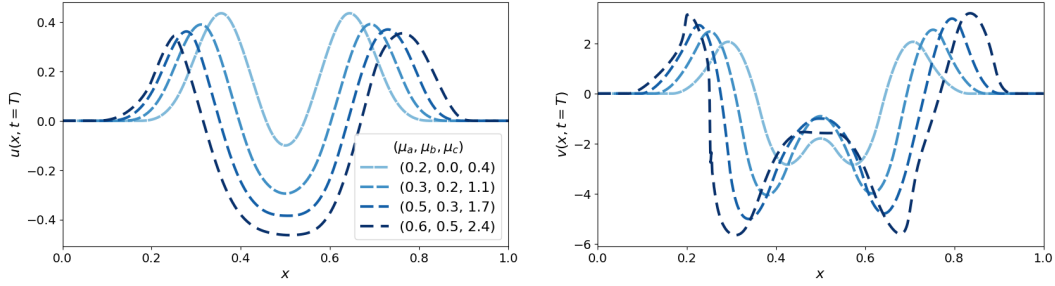 u(x, t = T)
0.4
0.2
0.0
−0.2
−0.4
0.0 0.2 0.4 0.6 0.8 1.0
x
(μa, μb, μc)
(0.2, 0.0, 0.4)
(0.3, 0.2, 1.1)
(0.5, 0.3, 1.7)
(0.6, 0.5, 2.4)
v(x, t = T)
2
0
−2
−4
−6
0.0 0.2 0.4 0.6 0.8 1.0
x